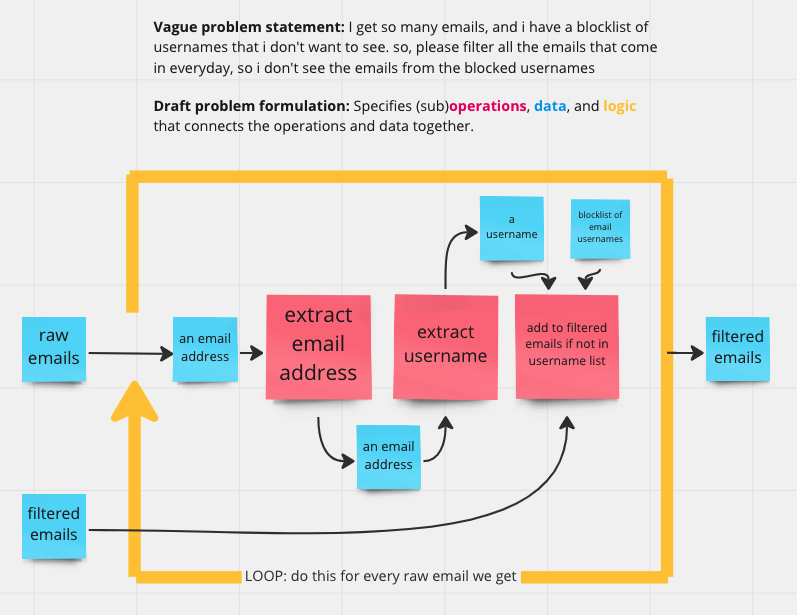 Vague problem statement: I get so many emails, and i have a blocklist of
usernames that i don't want to see. so, please filter all the emails that come
in everyday, so i don't see the emails from the blocked usernames
Draft problem formulation: Specifies (sub)operations, data, and logic
that connects the operations and data together.
a
username
blocklist of
email
usernames
raw
emails
an email
address
extract
email
address
extract
username
add to filtered
emails if not in
username list
filtered
emails
an email
address
filtered
emails
LOOP: do this for every raw email we get